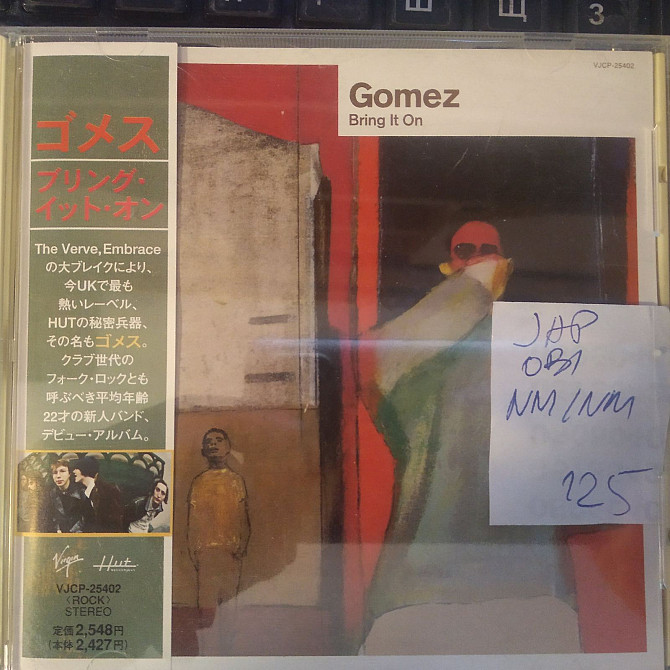 VJCP-25402
Gomez
Bring It On
ゴメス
ブリング・
イット・オン
The Verve, Embrace
の大ブレイクにより、
今UKで最も
熱いレーベル、
HUTの秘密兵器、
その名もゴメス。
クラブ世代の
フォーク・ロックとも
呼ぶべき平均年齢
22才の新人バンド、
デビュー・アルバム。
Virgin
Hut
VJCP-25402
〈ROCK〉
STEREO
定価2,548円
(本体2,427円)
JAP
OBI
NM/NM
125
З